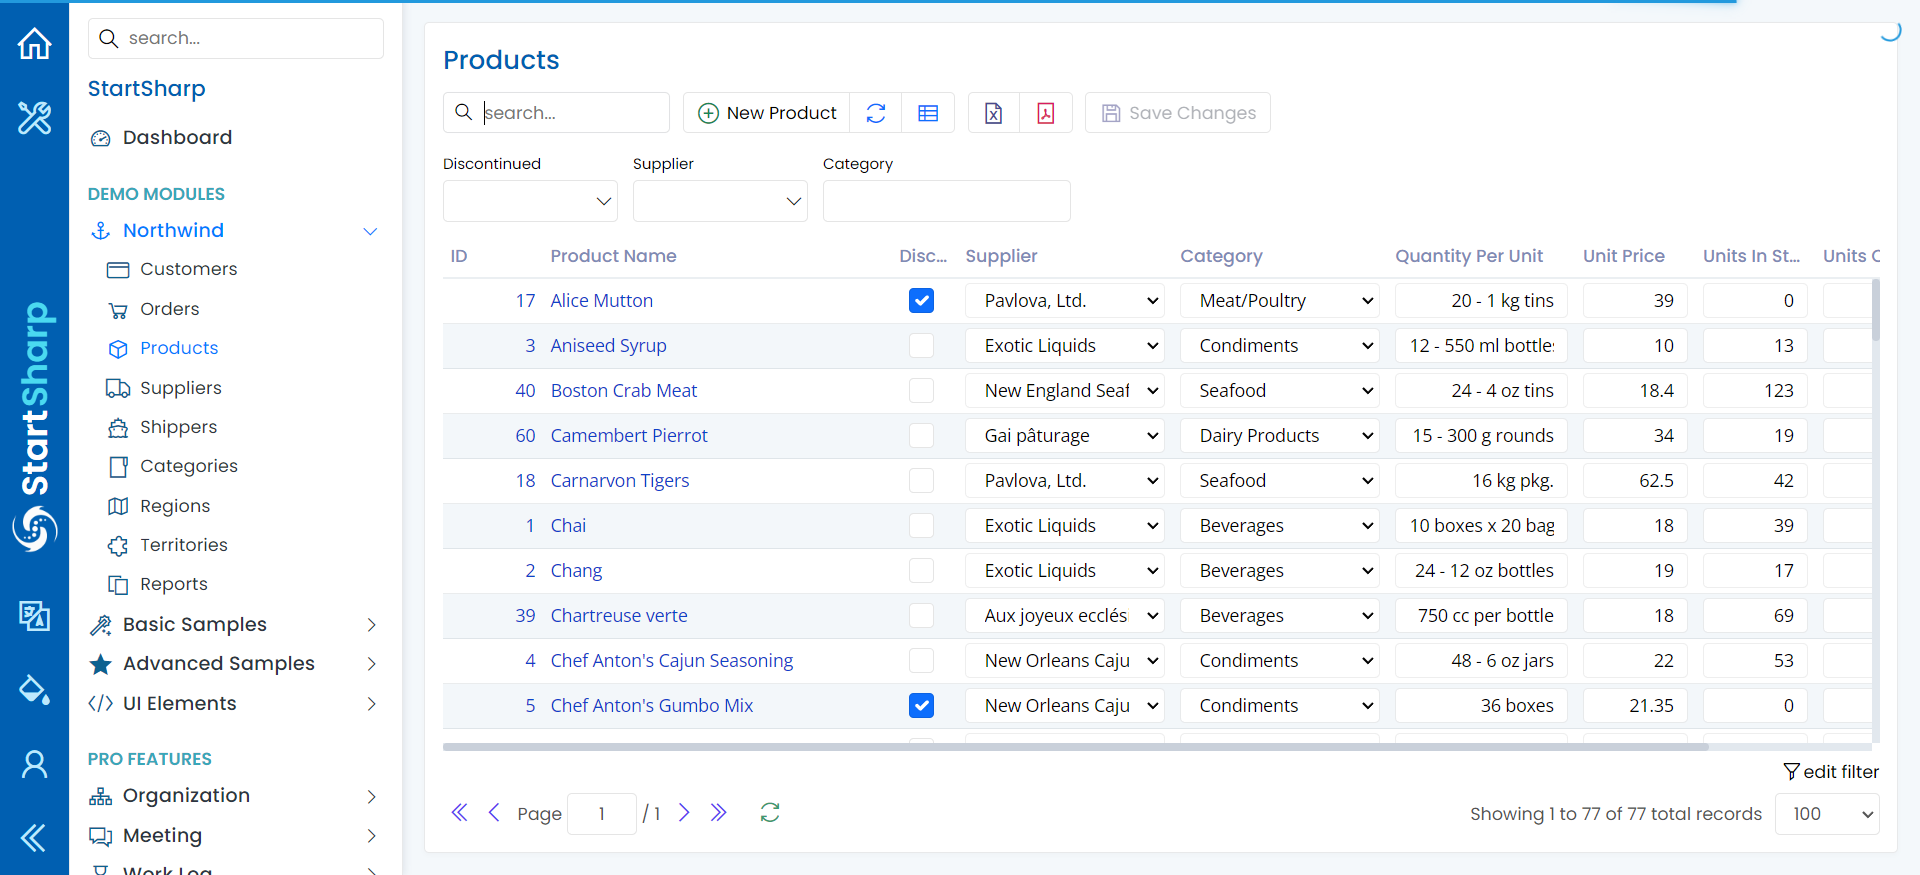 search...
StartSharp
Dashboard
DEMO MODULES
Northwind
Customers
Orders
Products
Suppliers
Shippers
Categories
Regions
Territories
Reports
Basic Samples
Advanced Samples
UI Elements
PRO FEATURES
Organization
Meeting
Work Log
StartSharp
Products
search...
New Product
Save Changes
Discontinued Supplier Category
ID Product Name Disc... Supplier Category Quantity Per Unit Unit Price Units In St... Units
17 Alice Mutton Pavlova, Ltd. Meat/Poultry 20 - 1 kg tins 39 0
3 Aniseed Syrup Exotic Liquids Condiments 12 - 550 ml bottles 10 13
40 Boston Crab Meat New England Seaf Seafood 24 - 4 oz tins 18.4 123
60 Camembert Pierrot Gai pâturage Dairy Products 15 - 300 g rounds 34 19
18 Carnarvon Tigers Pavlova, Ltd. Seafood 16 kg pkg. 62.5 42
1 Chai Exotic Liquids Beverages 10 boxes x 20 bag 18 39
2 Chang Exotic Liquids Beverages 24 - 12 oz bottles 19 17
39 Chartreuse verte Aux joyeux ecclési Beverages 750 cc per bottle 18 69
4 Chef Anton's Cajun Seasoning New Orleans Caju Condiments 48 - 6 oz jars 22 53
5 Chef Anton's Gumbo Mix New Orleans Caju Condiments 36 boxes 21.35 0
edit filter
Page 1 / 1
Showing 1 to 77 of 77 total records 100